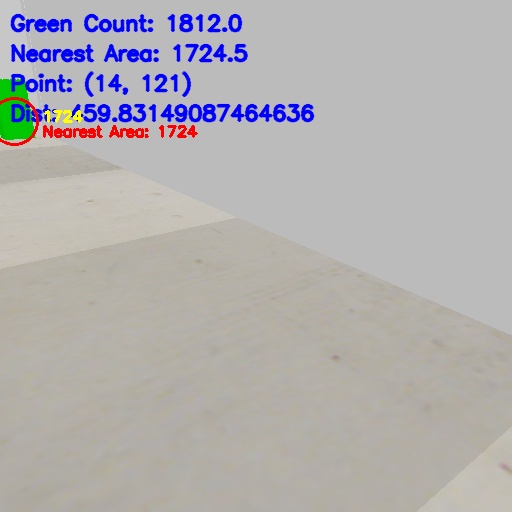 Green Count: 1812.0
Nearest Area: 1724.5
Point: (14, 121)
Dist: 459.83149087464636
1724
Nearest Area: 1724